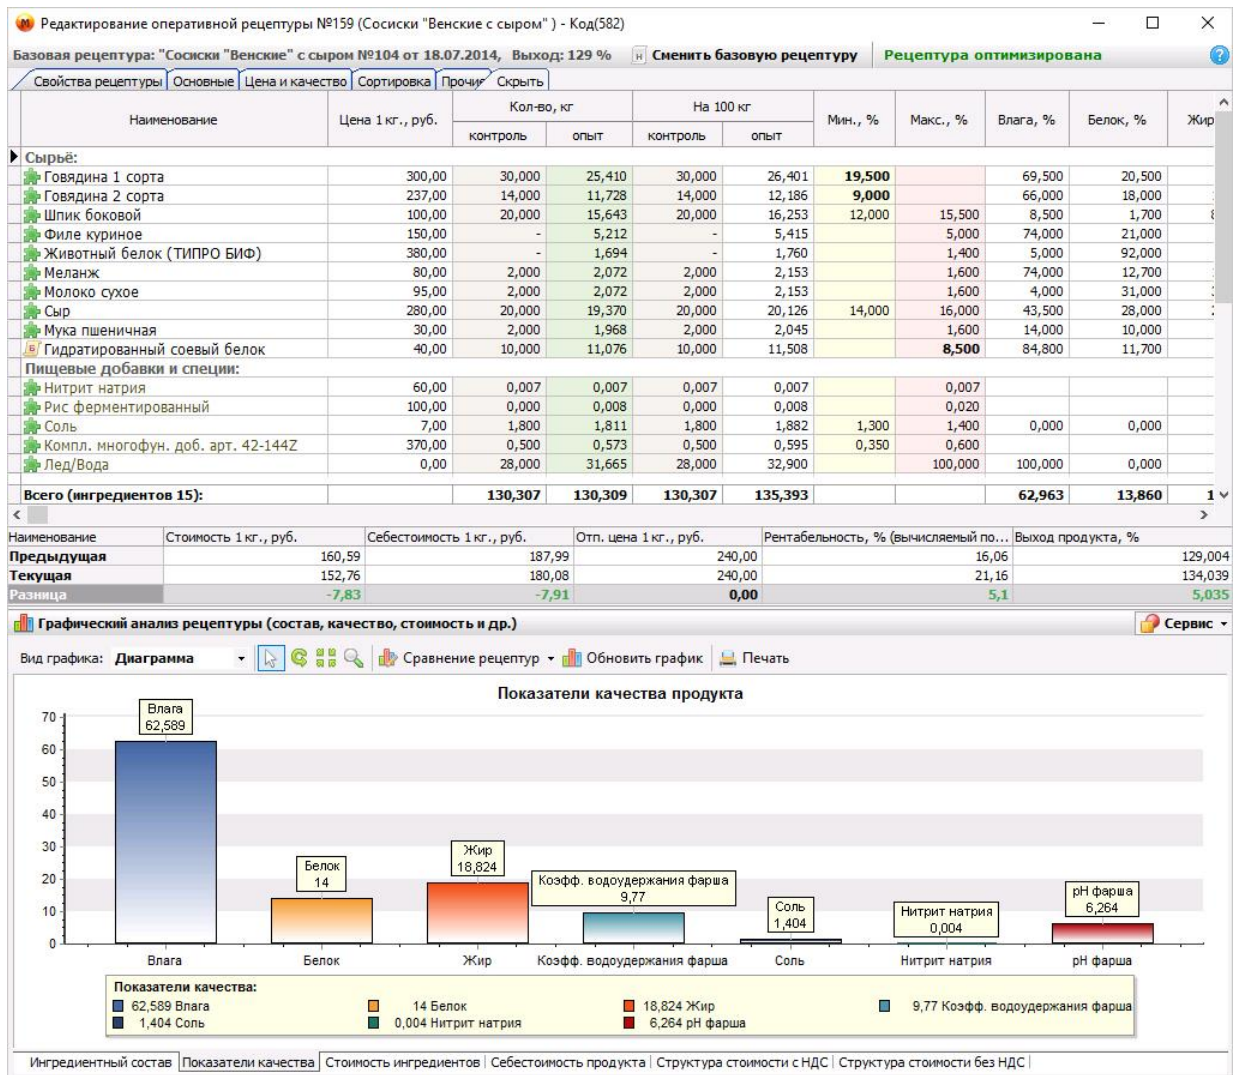 Редактирование оперативной рецептуры №159 (Сосиски "Венские с сыром" ) - Код(582)
Базовая рецептура: "Сосиски "Венские" с сыром №104 от 18.07.2014, Выход: 129 % Сменить базовую рецептуру Рецептура оптимизирована
Свойства рецептуры Основные Цена и качество Сортировка Прочие Скрыть
Наименование Цена 1 кг., руб. Кол-во, кг На 100 кг Мин., % Макс., % Влага, % Белок, % Жир
контроль опыт контроль опыт
Сырьё:
Говядина 1 сорта 300,00 30,000 25,410 30,000 26,401 19,500 69,500 20,500
Говядина 2 сорта 237,00 14,000 11,728 14,000 12,186 9,000 66,000 18,000
Шпик боковой 100,00 20,000 15,643 20,000 16,253 12,000 15,500 8,500 1,700
Филе куриное 150,00 - 5,212 - 5,415 5,000 74,000 21,000
Животный белок (ТИПРО БИФ) 380,00 - 1,694 - 1,760 1,400 5,000 92,000
Меланж 80,00 2,000 2,072 2,000 2,153 1,600 74,000 12,700
Молоко сухое 95,00 2,000 2,072 2,000 2,153 1,600 4,000 31,000
Сыр 280,00 20,000 19,370 20,000 20,126 14,000 16,000 43,500 28,000
Мука пшеничная 30,00 2,000 1,968 2,000 2,045 1,600 14,000 10,000
Гидратированный соевый белок 40,00 10,000 11,076 10,000 11,508 8,500 84,800 11,700
Пищевые добавки и специи:
Нитрит натрия 60,00 0,007 0,007 0,007 0,007 0,007
Рис ферментированный 100,00 0,000 0,008 0,000 0,008 0,020
Соль 7,00 1,800 1,811 1,800 1,882 1,300 1,400 0,000 0,000
Компл. многофун. доб. арт. 42-144Z 370,00 0,500 0,573 0,500 0,595 0,350 0,600
Лед/Вода 0,00 28,000 31,665 28,000 32,900 100,000 100,000 0,000
Всего (ингредиентов 15): 130,307 130,309 130,307 135,393 62,963 13,860 1
Наименование Стоимость 1 кг., руб. Себестоимость 1 кг., руб. Отп. цена 1 кг., руб. Рентабельность, % (вычисляемый по... Выход продукта, %
Предыдущая 160,59 187,99 240,00 16,06 129,004
Текущая 152,76 180,08 240,00 21,16 134,039
Разница -7,83 -7,91 0,00 5,1 5,035
Графический анализ рецептуры (состав, качество, стоимость и др.) Сервис
Вид графика: Диаграмма Сравнение рецептур Обновить график Печать
Показатели качества продукта
70
60
50
40
30
20
10
0
Влага
62,589
Белок
14
Жир
18,824
Коэфф. водоудержания фарша
9,77
Соль
1,404
Нитрит натрия
0,004
pH фарша
6,264
Влага Белок Жир Коэфф. водоудержания фарша Соль Нитрит натрия pH фарша
Показатели качества:
62,589 Влага 14 Белок 18,824 Жир 9,77 Коэфф. водоудержания фарша
1,404 Соль 0,004 Нитрит натрия 6,264 pH фарша
Ингредиентный состав Показатели качества Стоимость ингредиентов Себестоимость продукта Структура стоимости с НДС Структура стоимости без НДС